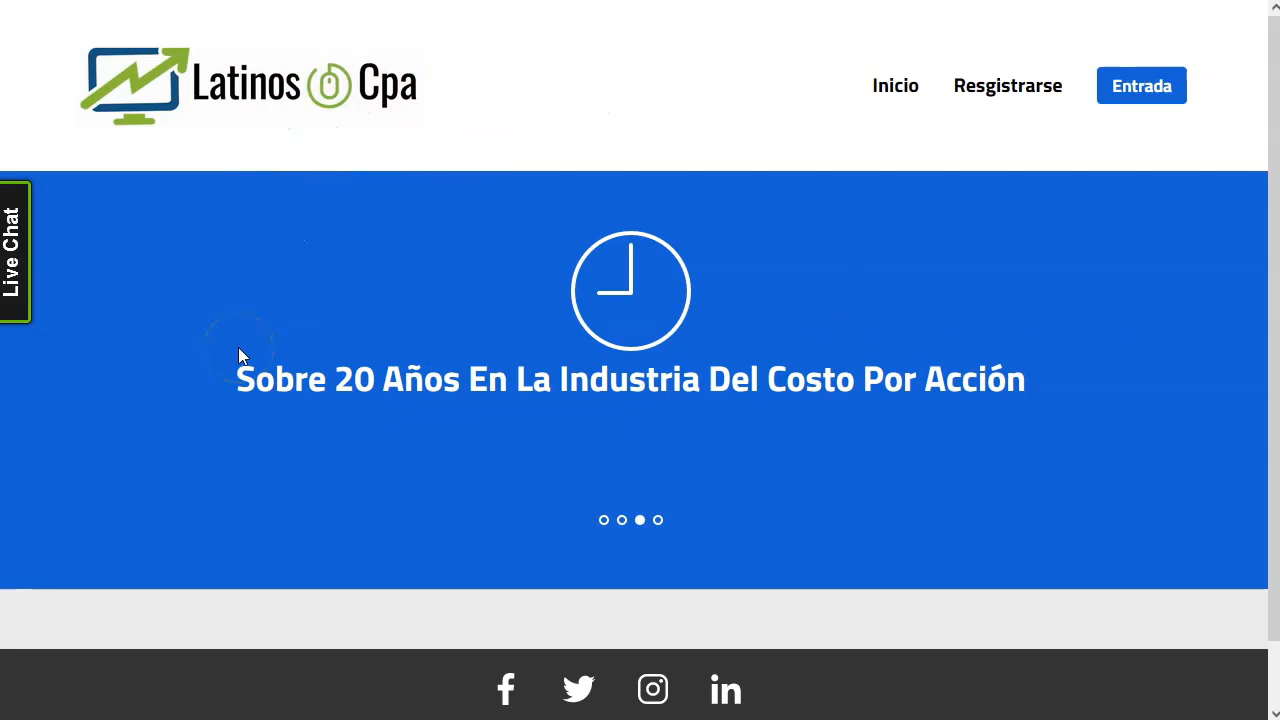 Latinos Cpa
Inicio
Resgistrarse
Entrada
Live Chat
Sobre 20 Años En La Industria Del Costo Por Acción